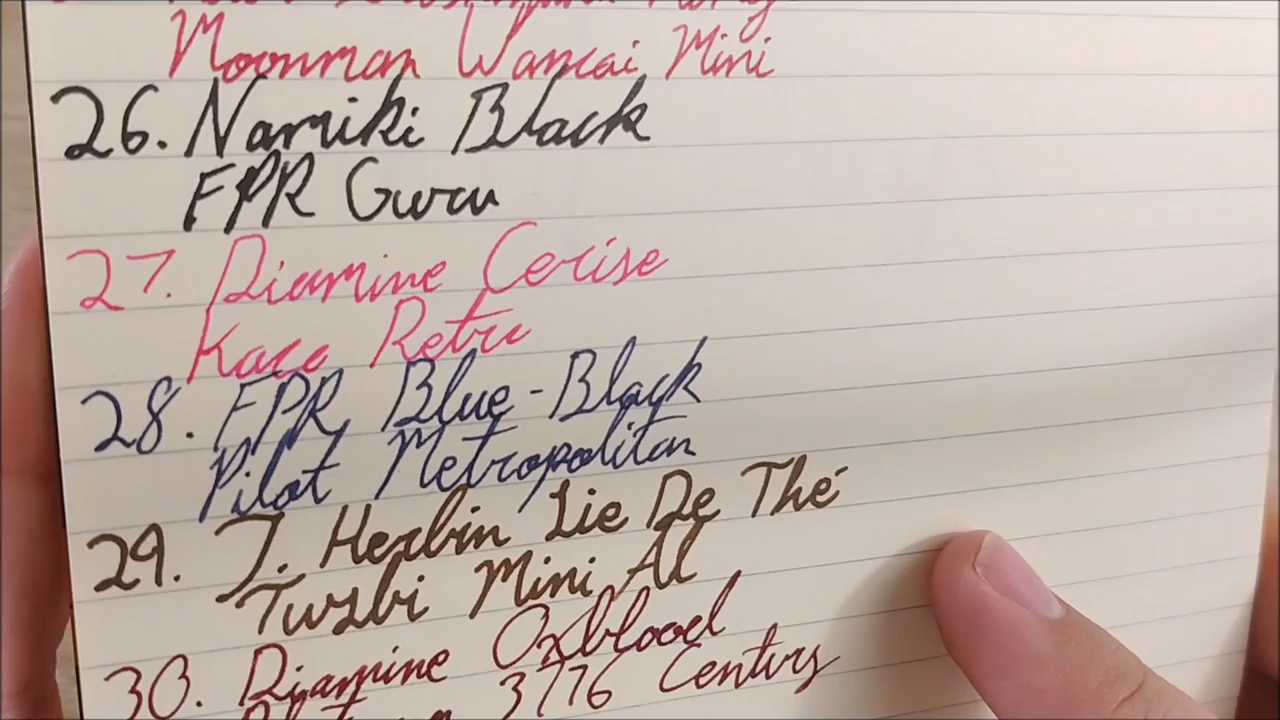 Moonman Wancai Mini
26. Namiki Black
FPR Guru
27. Diamine Cerise
Kaco Retro
28. FPR Blue-Black
Pilot Metropolitan
29. J. Herbin Lie De Thé
Twsbi Mini Al
30. Diamine Oxblood
3776 Century